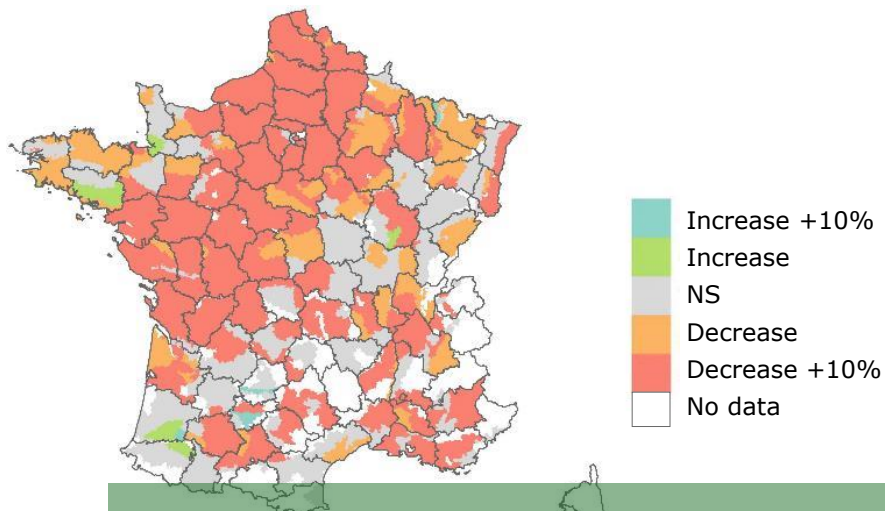 Increase +10%
Increase
NS
Decrease
Decrease +10%
No data